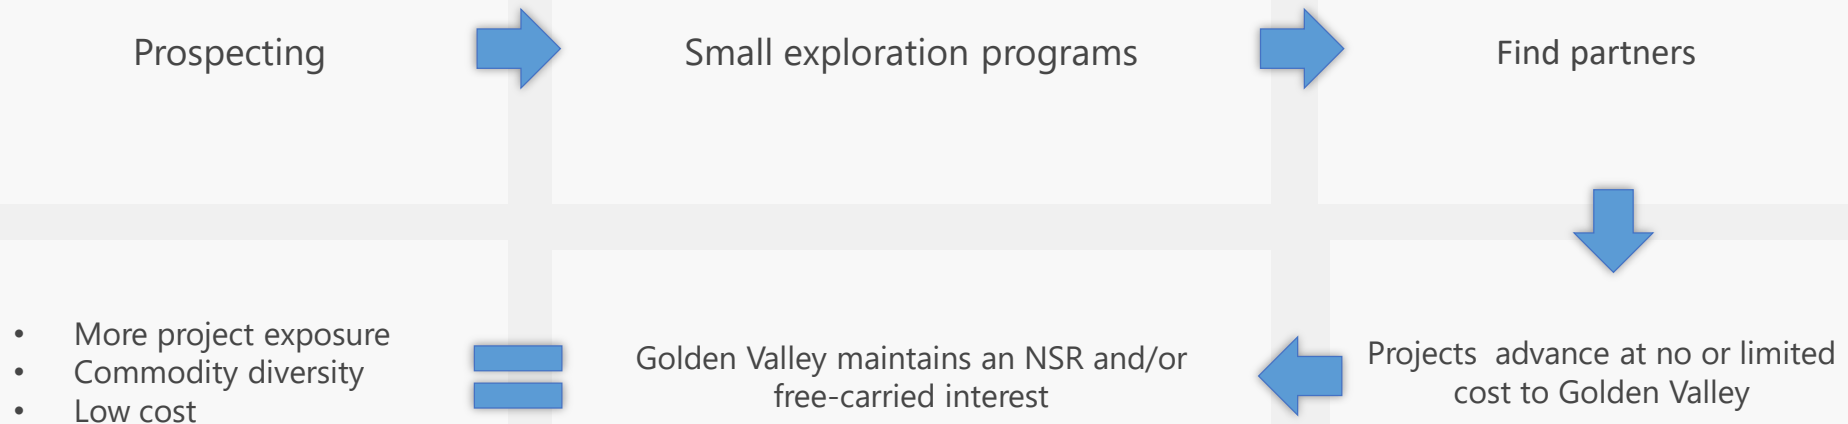 Prospecting
Small exploration programs
Find partners
Projects  advance at no or limited
cost to Golden Valley
Golden Valley maintains an NSR and/or
free-carried interest
• More project exposure
• Commodity diversity
• Low cost